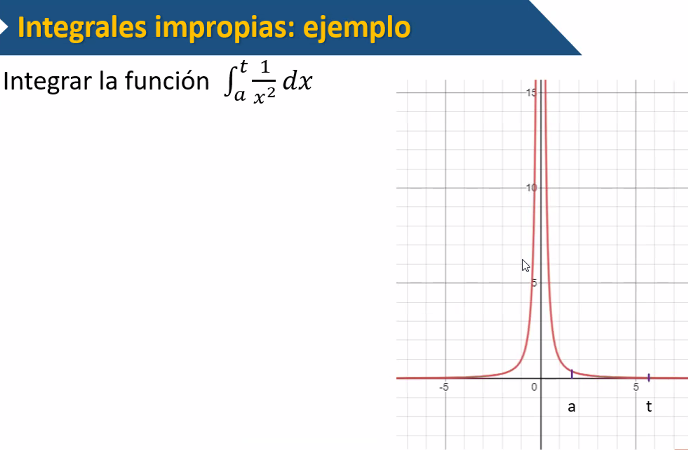 Integrales impropias: ejemplo
Integrar la función ∫ₐᵗ 1/x² dx
15
10
5
-5 0 5
a t